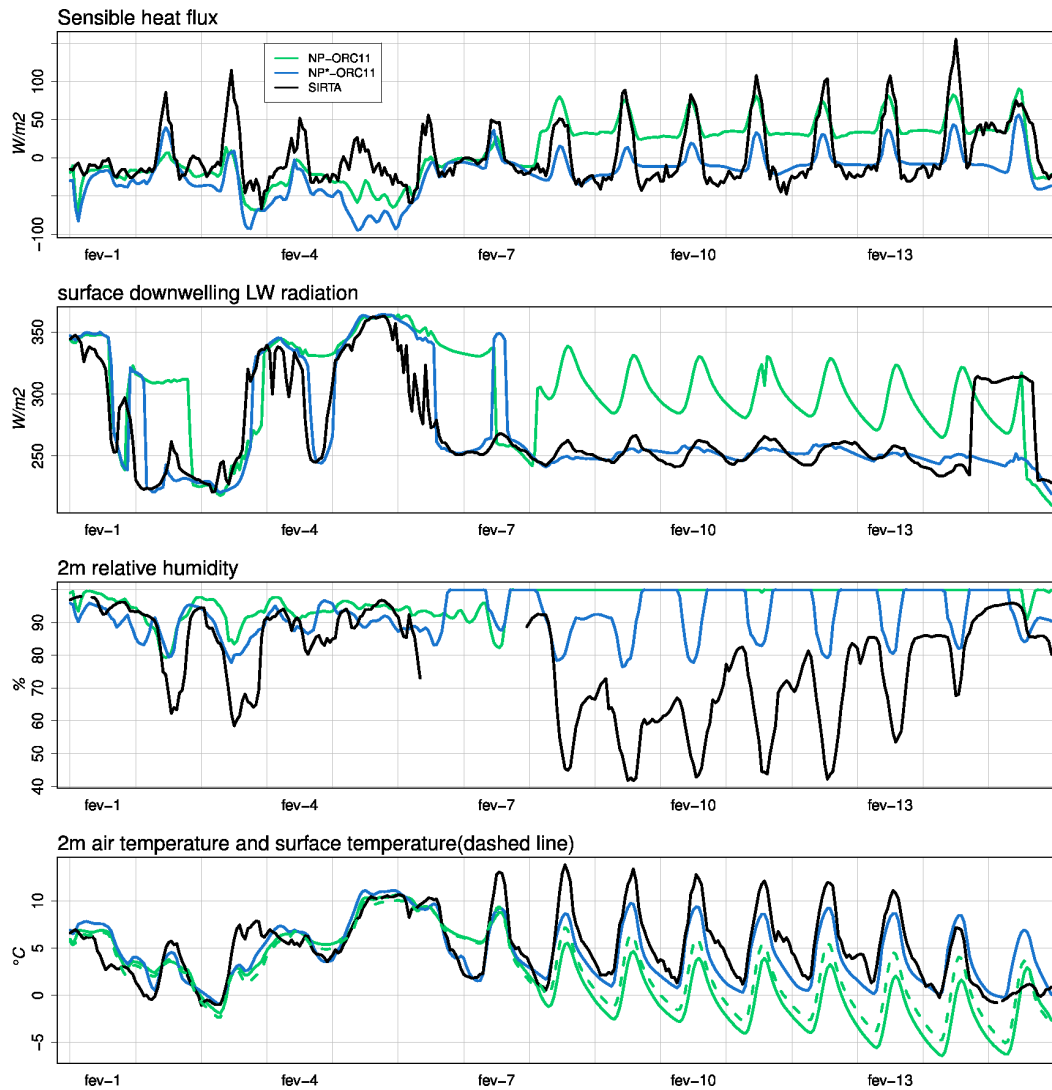 Sensible heat flux
NP-ORC11
NP*-ORC11
SIRTA
W/m2
100
50
0
-100
fev-1 fev-4 fev-7 fev-10 fev-13
surface downwelling LW radiation
W/m2
350
300
250
fev-1 fev-4 fev-7 fev-10 fev-13
2m relative humidity
%
90
80
70
60
50
40
fev-1 fev-4 fev-7 fev-10 fev-13
2m air temperature and surface temperature(dashed line)
°C
10
5
0
-5
fev-1 fev-4 fev-7 fev-10 fev-13